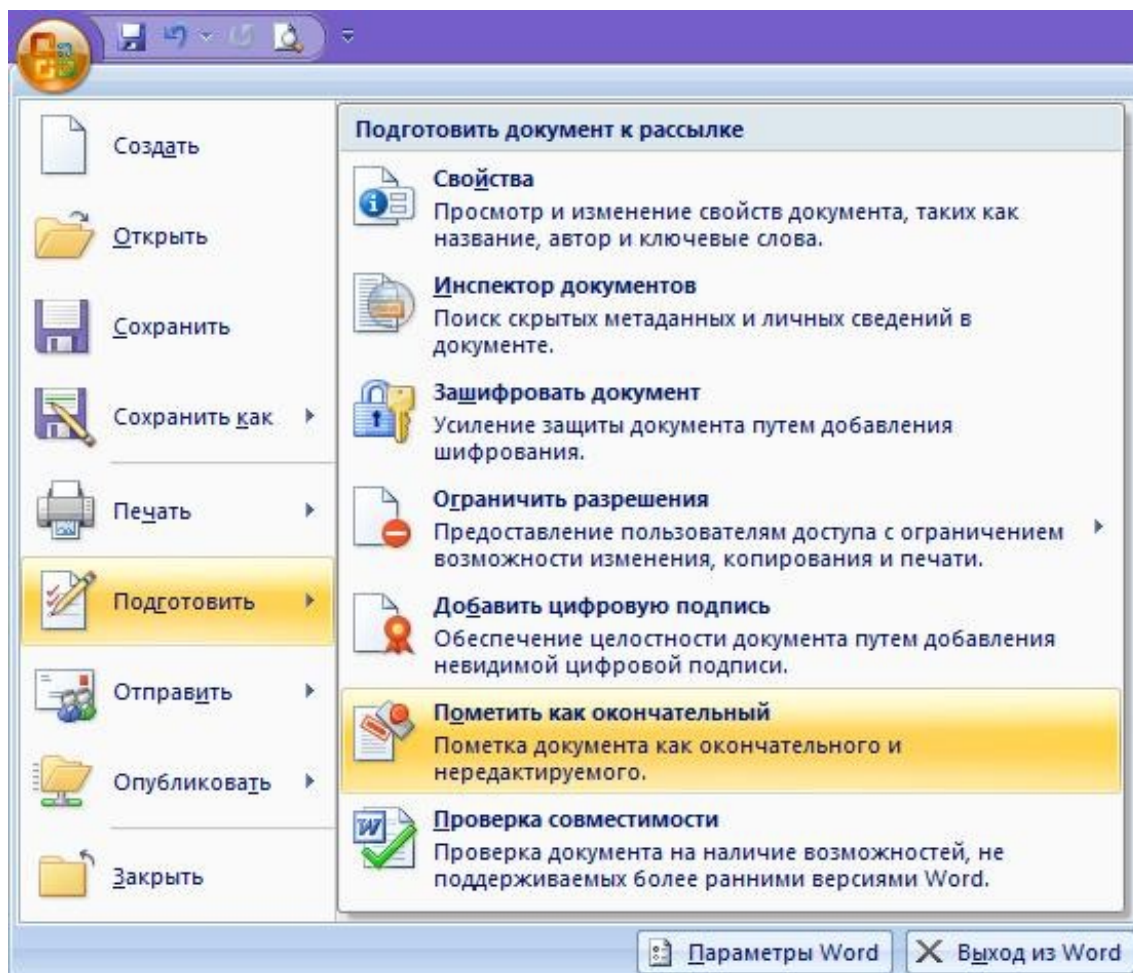 Создать
Открыть
Сохранить
Сохранить как
Печать
Подготовить
Отправить
Опубликовать
Закрыть
Подготовить документ к рассылке
Свойства
Просмотр и изменение свойств документа, таких как
название, автор и ключевые слова.
Инспектор документов
Поиск скрытых метаданных и личных сведений в
документе.
Зашифровать документ
Усиление защиты документа путем добавления
шифрования.
Ограничить разрешения
Предоставление пользователям доступа с ограничением
возможности изменения, копирования и печати.
Добавить цифровую подпись
Обеспечение целостности документа путем добавления
невидимой цифровой подписи.
Пометить как окончательный
Пометка документа как окончательного и
нередактируемого.
Проверка совместимости
Проверка документа на наличие возможностей, не
поддерживаемых более ранними версиями Word.
Параметры Word
Выход из Word